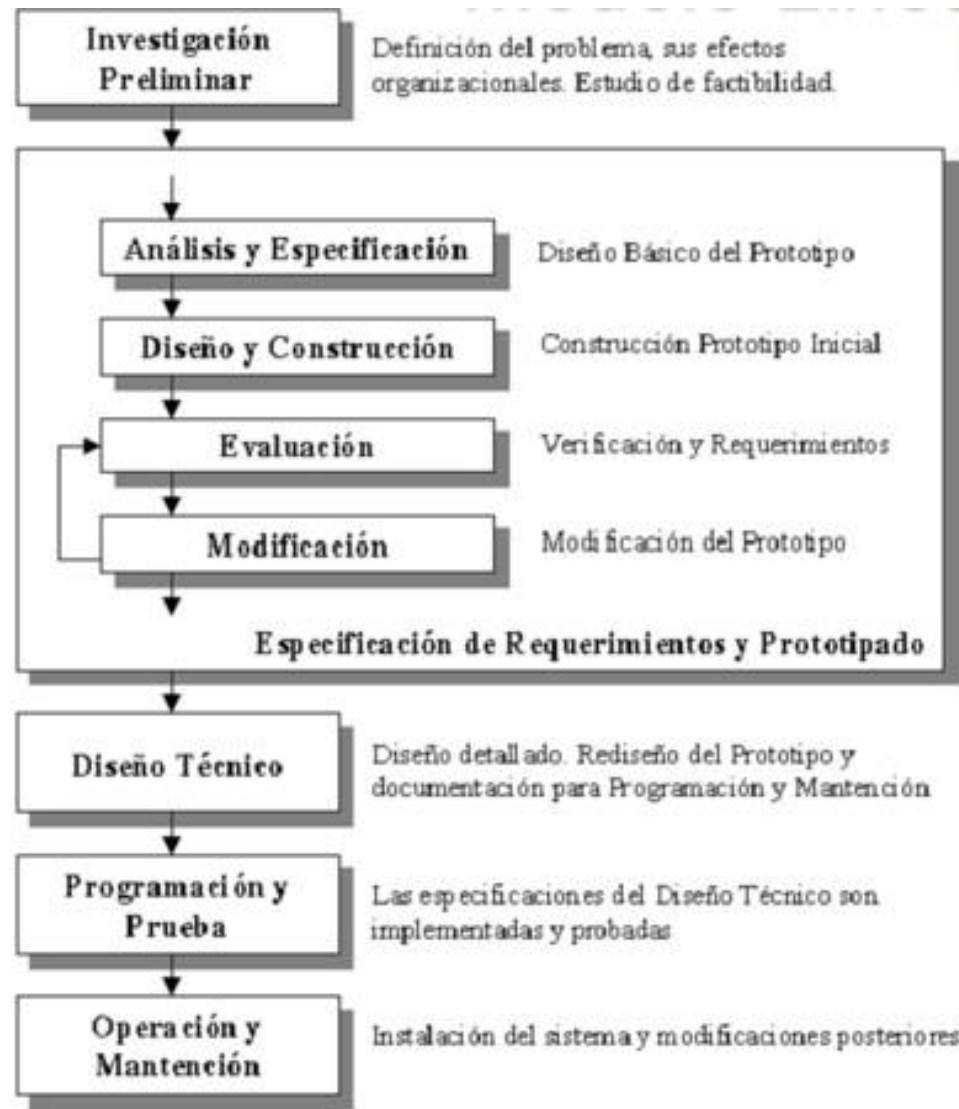 Investigación
Preliminar
Definición del problema, sus efectos
organizacionales. Estudio de factibilidad.
Análisis y Especificación
Diseño Básico del Prototipo
Diseño y Construcción
Construcción Prototipo Inicial
Evaluación
Verificación y Requerimientos
Modificación
Modificación del Prototipo
Especificación de Requerimientos y Prototipado
Diseño Técnico
Diseño detallado. Rediseño del Prototipo y
documentación para Programación y Mantención
Programación y
Prueba
Las especificaciones del Diseño Técnico son
implementadas y probadas
Operación y
Mantención
Instalación del sistema y modificaciones posteriores